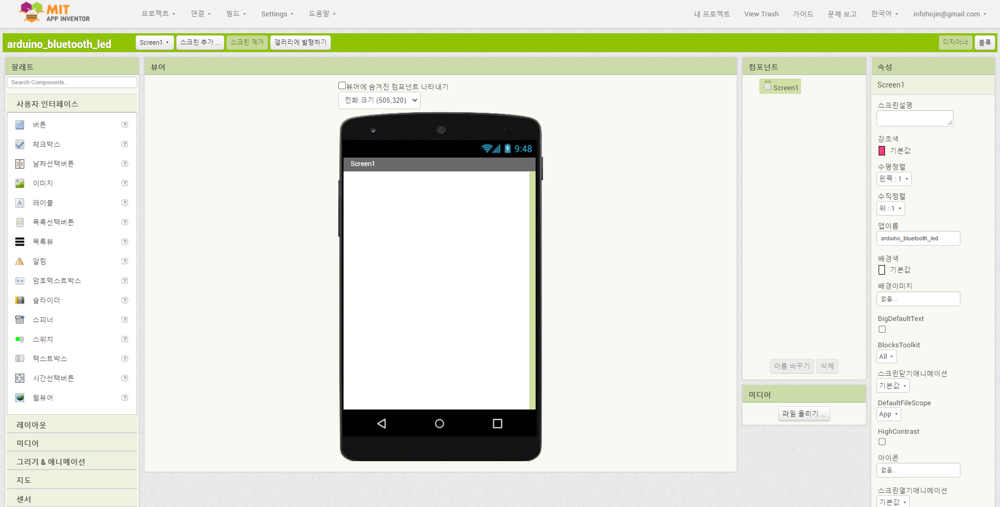 MIT
APP INVENTOR
프로젝트 연결 빌드 Settings 도움말 내 프로젝트 View Trash 가이드 문제 보고 한국어 infohojin@gmail.com
arduino_bluetooth_led Screen1 스크린 추가 ... 스크린 제거 갤러리에 발행하기 디자이너 블록
팔레트
Search Components...
사용자 인터페이스
버튼 ?
체크박스 ?
날짜선택버튼 ?
이미지 ?
레이블 ?
목록선택버튼 ?
목록뷰 ?
알림 ?
암호텍스트박스 ?
슬라이더 ?
스피너 ?
스위치 ?
텍스트박스 ?
시간선택버튼 ?
웹뷰어 ?
레이아웃
미디어
그리기 & 애니메이션
지도
센서
뷰어
뷰어에 숨겨진 컴포넌트 나타내기
전화 크기 (505,320)
9:48
Screen1
컴포넌트
Screen1
이름 바꾸기 삭제
미디어
파일 올리기 ...
속성
Screen1
스크린설명
강조색
기본값
수평정렬
왼쪽 : 1
수직정렬
위 : 1
앱이름
arduino_bluetooth_led
배경색
기본값
배경이미지
없음...
BigDefaultText
BlocksToolkit
All
스크린닫기애니메이션
기본값
DefaultFileScope
App
HighContrast
아이콘
없음...
스크린열기애니메이션
기본값